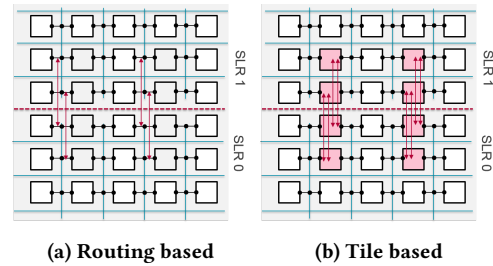 SLR 1
SLR 0
SLR 1
SLR 0
(a) Routing based
(b) Tile based